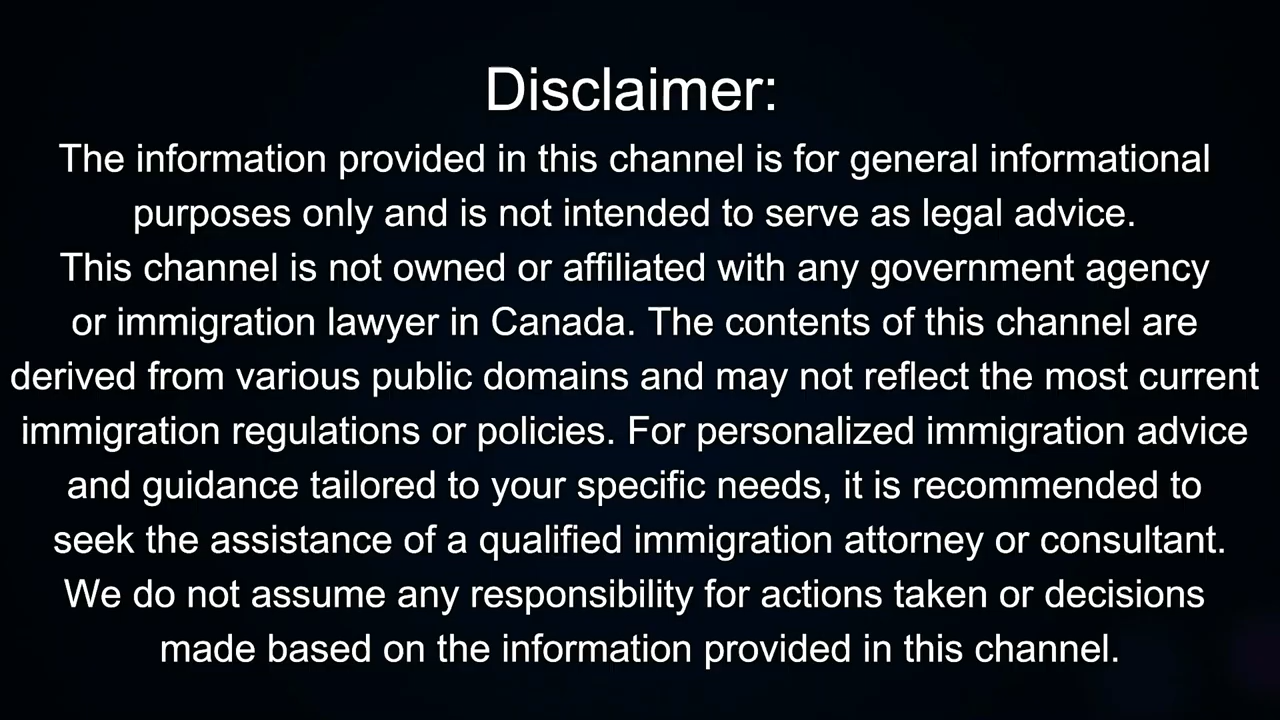 Disclaimer:
The information provided in this channel is for general informational
purposes only and is not intended to serve as legal advice.
This channel is not owned or affiliated with any government agency
or immigration lawyer in Canada. The contents of this channel are
derived from various public domains and may not reflect the most current
immigration regulations or policies. For personalized immigration advice
and guidance tailored to your specific needs, it is recommended to
seek the assistance of a qualified immigration attorney or consultant.
We do not assume any responsibility for actions taken or decisions
made based on the information provided in this channel.